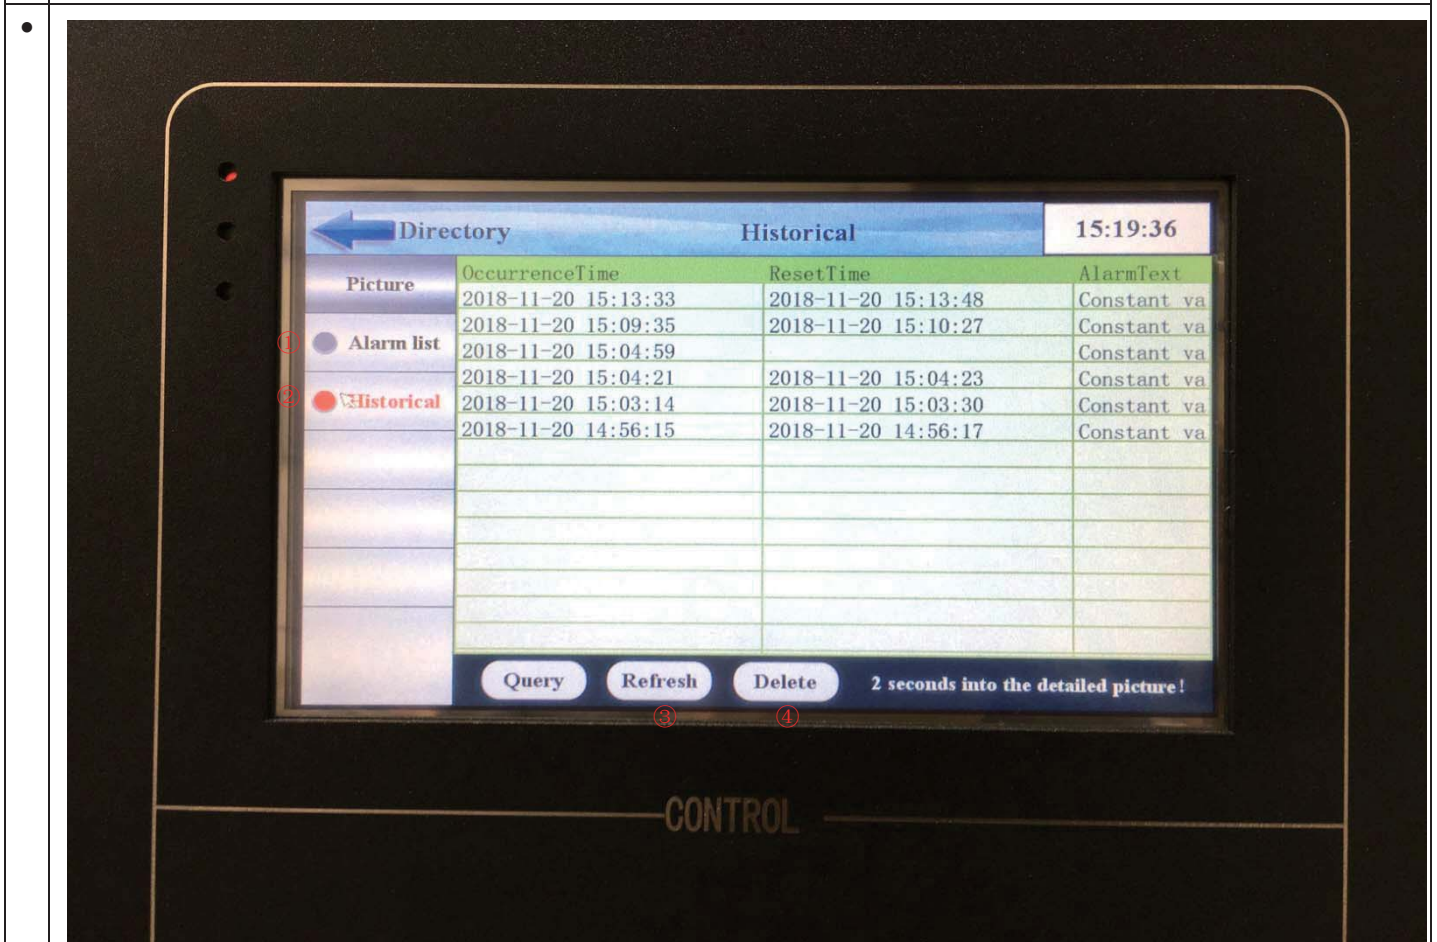 Directory Historical 15:19:36
Picture
OccurrenceTime ResetTime AlarmText
2018-11-20 15:13:33 2018-11-20 15:13:48 Constant va
2018-11-20 15:09:35 2018-11-20 15:10:27 Constant va
① Alarm list
2018-11-20 15:04:59 Constant va
2018-11-20 15:04:21 2018-11-20 15:04:23 Constant va
② Historical
2018-11-20 15:03:14 2018-11-20 15:03:30 Constant va
2018-11-20 14:56:15 2018-11-20 14:56:17 Constant va
Query Refresh Delete 2 seconds into the detailed picture!
③ ④
CONTROL